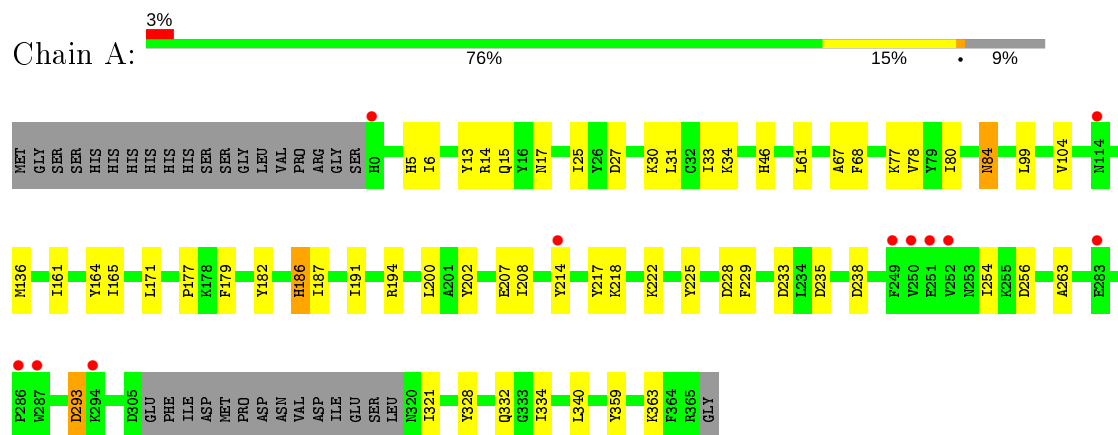 3%
Chain A:
76% 15% • 9%
MET GLY SER SER HIS HIS HIS HIS HIS HIS SER SER GLY LEU VAL PRO ARG GLY SER H0 H5 I6 Y13 R14 Q15 Y16 N17 I25 Y26 D27 K30 L31 C32 I33 K34 H46 L61 A67 F68 K77 V78 Y79 I80 N84 L99 V104 N114
M136 I161 Y164 I165 L171 P177 K178 F179 Y182 H186 I187 I191 R194 L200 A201 Y202 E207 I208 Y214 Y217 K218 K222 Y225 D228 F229 D233 L234 D235 D238 F249 V250 E251 V252 N253 I254 K255 D256 A263 E283
P286 W287 D293 K294 D305 GLU PHE ILE ASP MET PRO ASP ASN VAL ASP ILE GLU SER LEU N320 I321 Y328 Q332 G333 I334 L340 Y359 K363 F364 R365 GLY